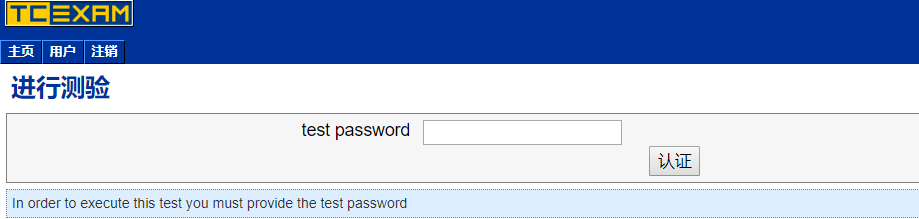 TCEXAM
主页 用户 注销
进行测验
test password
认证
In order to execute this test you must provide the test password